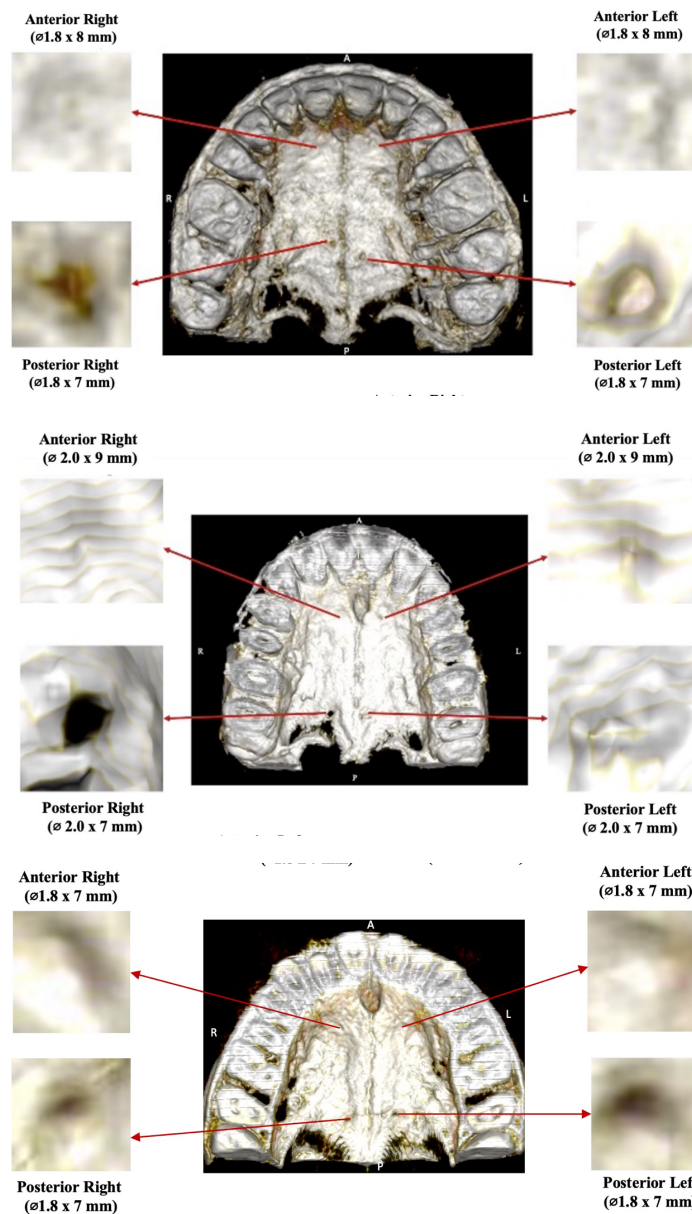 Anterior Right
(⌀1.8 x 8 mm)
Anterior Left
(⌀1.8 x 8 mm)
A
R
L
P
Posterior Right
(⌀1.8 x 7 mm)
Posterior Left
(⌀1.8 x 7 mm)
Anterior Right
(⌀ 2.0 x 9 mm)
Anterior Left
(⌀ 2.0 x 9 mm)
A
R
L
P
Posterior Right
(⌀ 2.0 x 7 mm)
Posterior Left
(⌀ 2.0 x 7 mm)
Anterior Right
(⌀1.8 x 7 mm)
Anterior Left
(⌀1.8 x 7 mm)
A
R
L
P
Posterior Right
(⌀1.8 x 7 mm)
Posterior Left
(⌀1.8 x 7 mm)